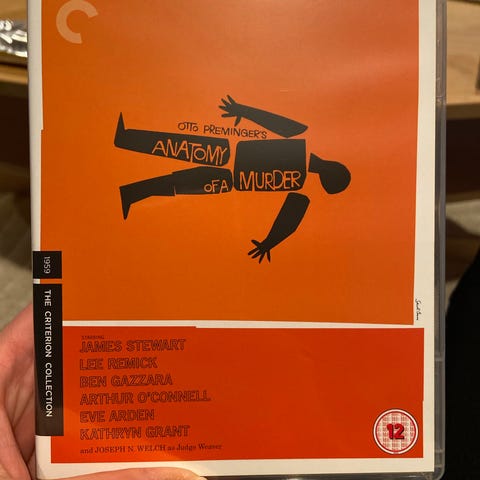 OTTO PREMINGER'S
ANATOMY
OF A MURDER
1959
THE CRITERION COLLECTION
STARRING
JAMES STEWART
LEE REMICK
BEN GAZZARA
ARTHUR O'CONNELL
EVE ARDEN
KATHRYN GRANT
and JOSEPH N. WELCH as Judge Weaver
12